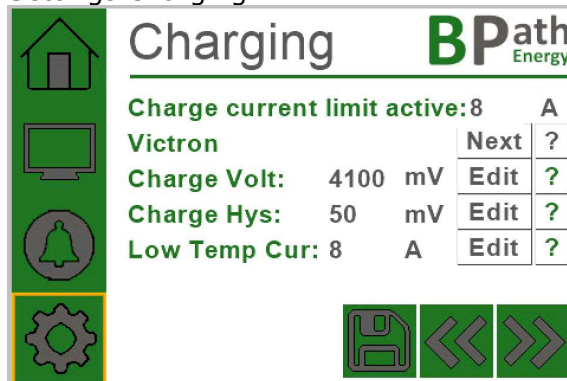 Charging
BPath
Energy
Charge current limit active: 8 A
Victron Next ?
Charge Volt: 4100 mV Edit ?
Charge Hys: 50 mV Edit ?
Low Temp Cur: 8 A Edit ?